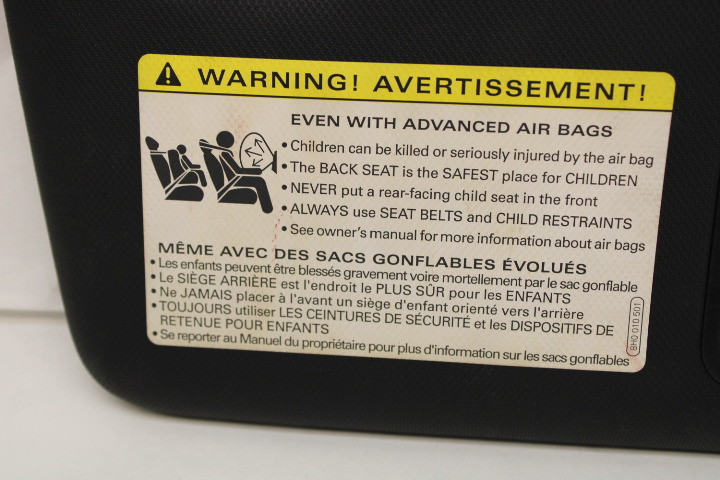 WARNING! AVERTISSEMENT!
EVEN WITH ADVANCED AIR BAGS
• Children can be killed or seriously injured by the air bag
• The BACK SEAT is the SAFEST place for CHILDREN
• NEVER put a rear-facing child seat in the front
• ALWAYS use SEAT BELTS and CHILD RESTRAINTS
• See owner's manual for more information about air bags
MÊME AVEC DES SACS GONFLABLES ÉVOLUÉS
• Les enfants peuvent être blessés gravement voire mortellement par le sac gonflable
• Le SIÈGE ARRIÈRE est l'endroit le PLUS SÛR pour les ENFANTS
• Ne JAMAIS placer à l'avant un siège d'enfant orienté vers l'arrière
• TOUJOURS utiliser LES CEINTURES DE SÉCURITÉ et les DISPOSITIFS DE
RETENUE POUR ENFANTS
• Se reporter au Manuel du propriétaire pour plus d'information sur les sacs gonflables
8H0 010 501